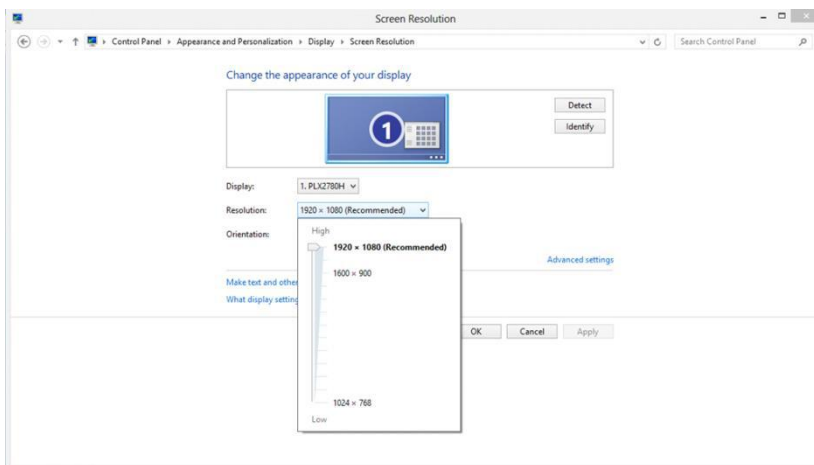 Screen Resolution
Control Panel Appearance and Personalization Display Screen Resolution
Search Control Panel
Change the appearance of your display
1
Detect
Identify
Display: 1. PLX2780H
Resolution: 1920 × 1080 (Recommended)
Orientation:
High
1920 × 1080 (Recommended)
1600 × 900
1024 × 768
Low
Advanced settings
Make text and othe
What display setting
OK Cancel Apply